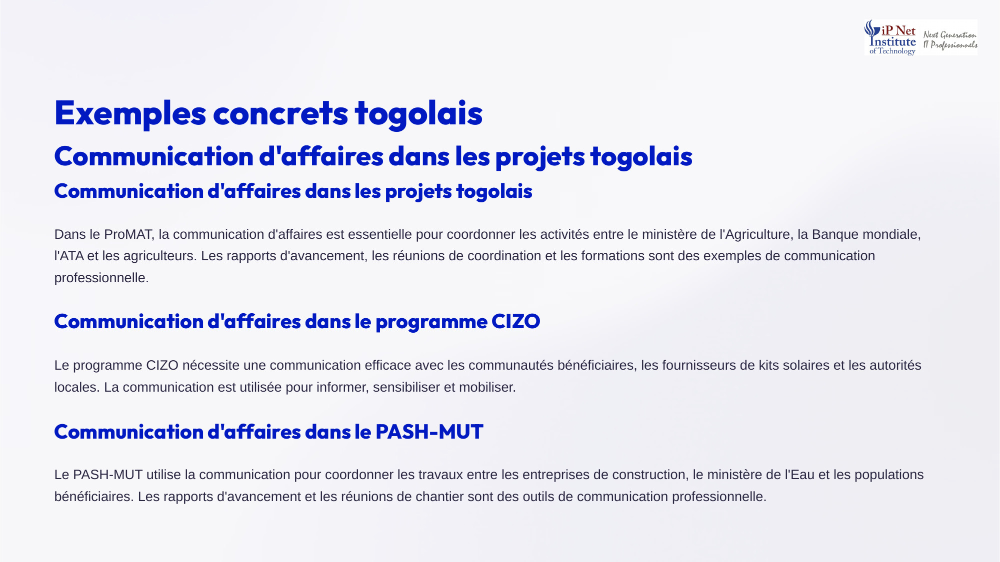 iP Net
Institute
of Technology
Next Generation
IT Professionnels
Exemples concrets togolais
Communication d'affaires dans les projets togolais
Communication d'affaires dans les projets togolais
Dans le ProMAT, la communication d'affaires est essentielle pour coordonner les activités entre le ministère de l'Agriculture, la Banque mondiale,
l'ATA et les agriculteurs. Les rapports d'avancement, les réunions de coordination et les formations sont des exemples de communication
professionnelle.
Communication d'affaires dans le programme CIZO
Le programme CIZO nécessite une communication efficace avec les communautés bénéficiaires, les fournisseurs de kits solaires et les autorités
locales. La communication est utilisée pour informer, sensibiliser et mobiliser.
Communication d'affaires dans le PASH-MUT
Le PASH-MUT utilise la communication pour coordonner les travaux entre les entreprises de construction, le ministère de l'Eau et les populations
bénéficiaires. Les rapports d'avancement et les réunions de chantier sont des outils de communication professionnelle.